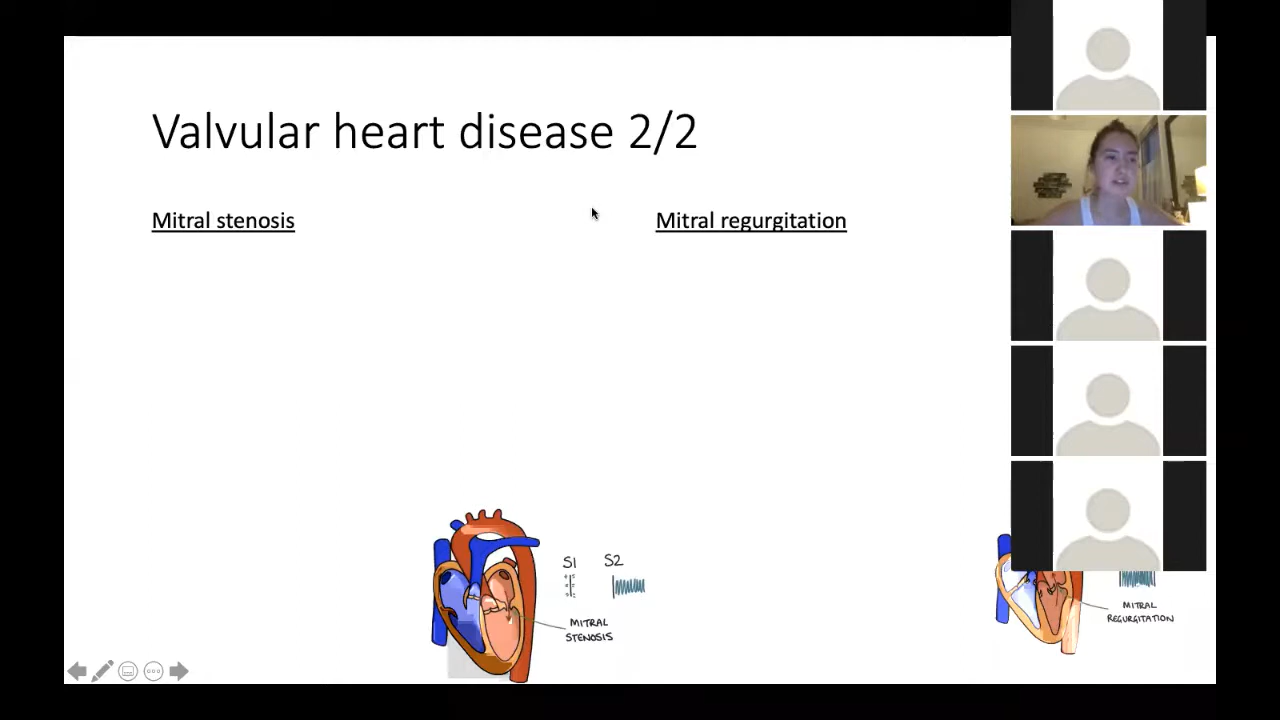 Valvular heart disease 2/2
Mitral stenosis
Mitral regurgitation
S1 S2
MITRAL
STENOSIS
MITRAL
REGURGITATION